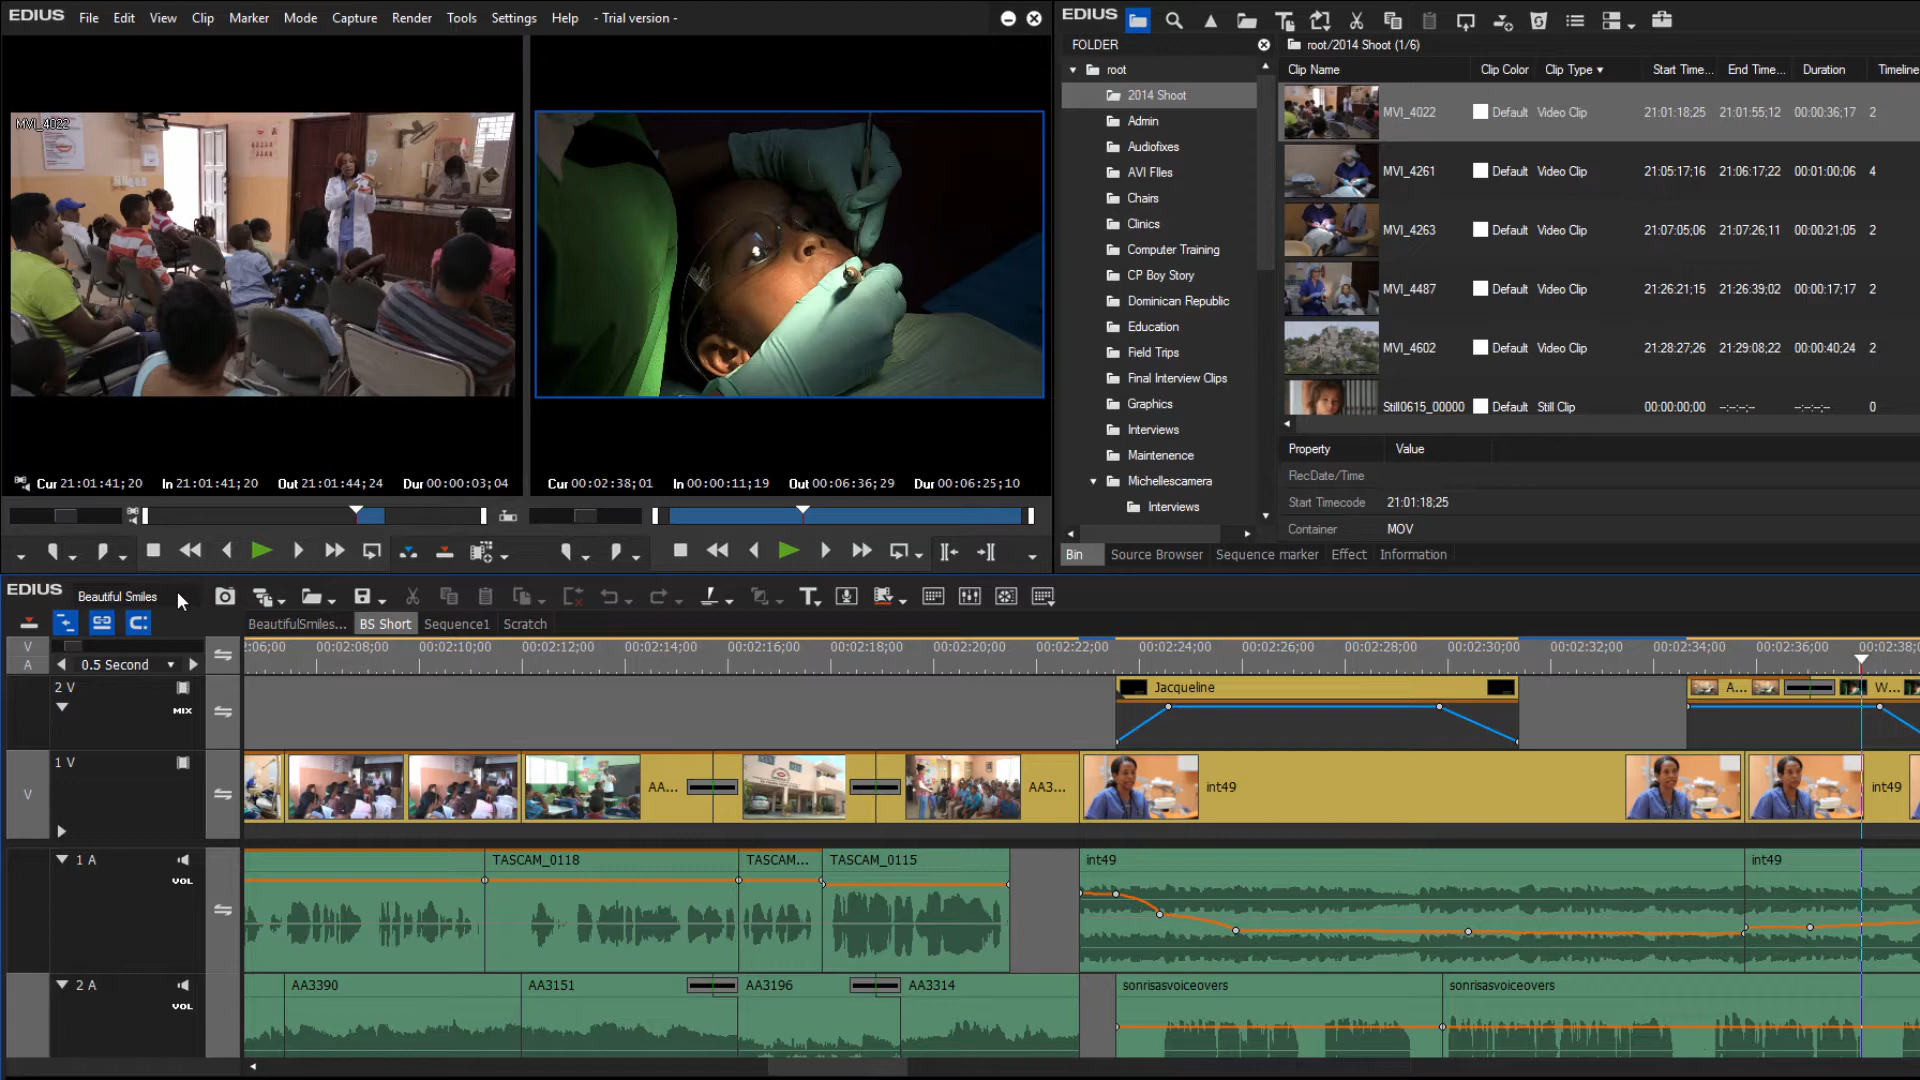 EDIUS File Edit View Clip Marker Mode Capture Render Tools Settings Help - Trial version -
MVI_4022
Cur 21:01:41;20 In 21:01:41;20 Out 21:01:44;24 Dur 00:00:03;04
Cur 00:02:38;01 In 00:00:11;19 Out 00:06:36;29 Dur 00:06:25;10
EDIUS
FOLDER
root
2014 Shoot
Admin
Audiofixes
AVI FIles
Chairs
Clinics
Computer Training
CP Boy Story
Dominican Republic
Education
Field Trips
Final Interview Clips
Graphics
Interviews
Maintenence
Michellescamera
Interviews
root/2014 Shoot (1/6)
Clip Name Clip Color Clip Type Start Time... End Time... Duration Timeline
MVI_4022 Default Video Clip 21:01:18;25 21:01:55;12 00:00:36;17 2
MVI_4261 Default Video Clip 21:05:17;16 21:06:17;22 00:01:00;06 4
MVI_4263 Default Video Clip 21:07:05;06 21:07:26;11 00:00:21;05 2
MVI_4487 Default Video Clip 21:26:21;15 21:26:39;02 00:00:17;17 2
MVI_4602 Default Video Clip 21:28:27;26 21:29:08;22 00:00:40;24 2
Still0615_00000 Default Still Clip 00:00:00;00 --:--:--;-- --:--:--;-- 0
Property Value
RecDate/Time
Start Timecode 21:01:18;25
Container MOV
Bin Source Browser Sequence marker Effect Information
EDIUS Beautiful Smiles
BeautifulSmiles... BS Short Sequence1 Scratch
V
A 0.5 Second
2:06;00 00:02:08;00 00:02:10;00 00:02:12;00 00:02:14;00 00:02:16;00 00:02:18;00 00:02:20;00 00:02:22;00 00:02:24;00 00:02:26;00 00:02:28;00 00:02:30;00 00:02:32;00 00:02:34;00 00:02:36;00 00:02:38;0
2 V Jacqueline A... W...
MIX
1 V
V AA... AA3... int49 int49
1 A TASCAM_0118 TASCAM... TASCAM_0115 int49 int49
VOL
2 A AA3390 AA3151 AA3196 AA3314 sonrisasvoiceovers sonrisasvoiceovers
VOL